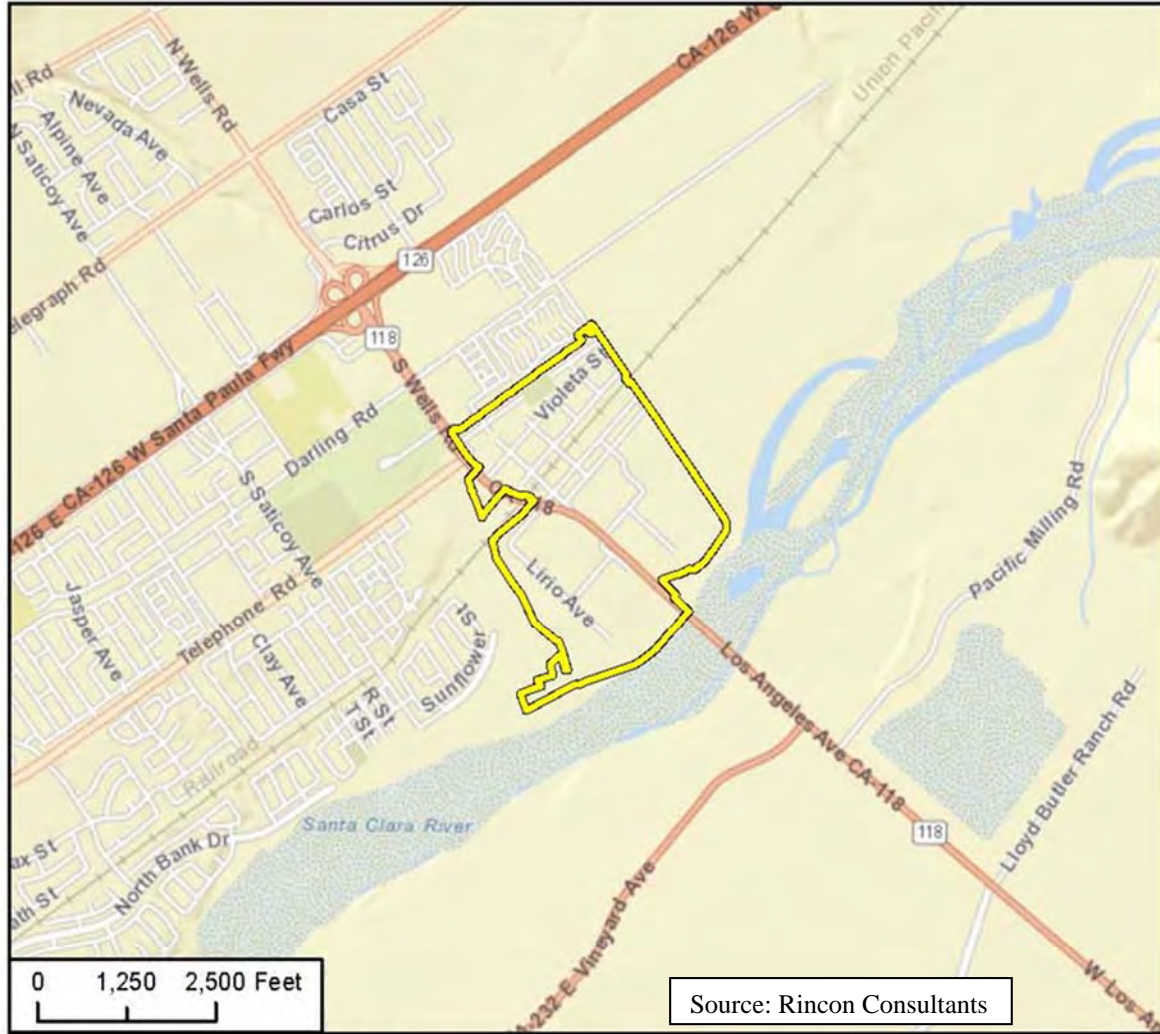 CA-126 W
Union Pacific
N Wells Rd
Casa St
Nevada Ave
Alpine Ave
N Saticoy Ave
Carlos St
Citrus Dr
126
Telegraph Rd
118
S Wells Rd
Violeta St
126 E CA-126 W Santa Paula Fwy
Darling Rd
S Saticoy Ave
Lirio Ave
Pacific Milling Rd
Jasper Ave
Telephone Rd
Clay Ave
Sunflower
St
R St
T St
Los Angeles Ave CA-118
Railroad
Santa Clara River
118
Lloyd Butler Ranch Rd
North Bank Dr
E Vineyard Ave
W Los
0 1,250 2,500 Feet
Source: Rincon Consultants